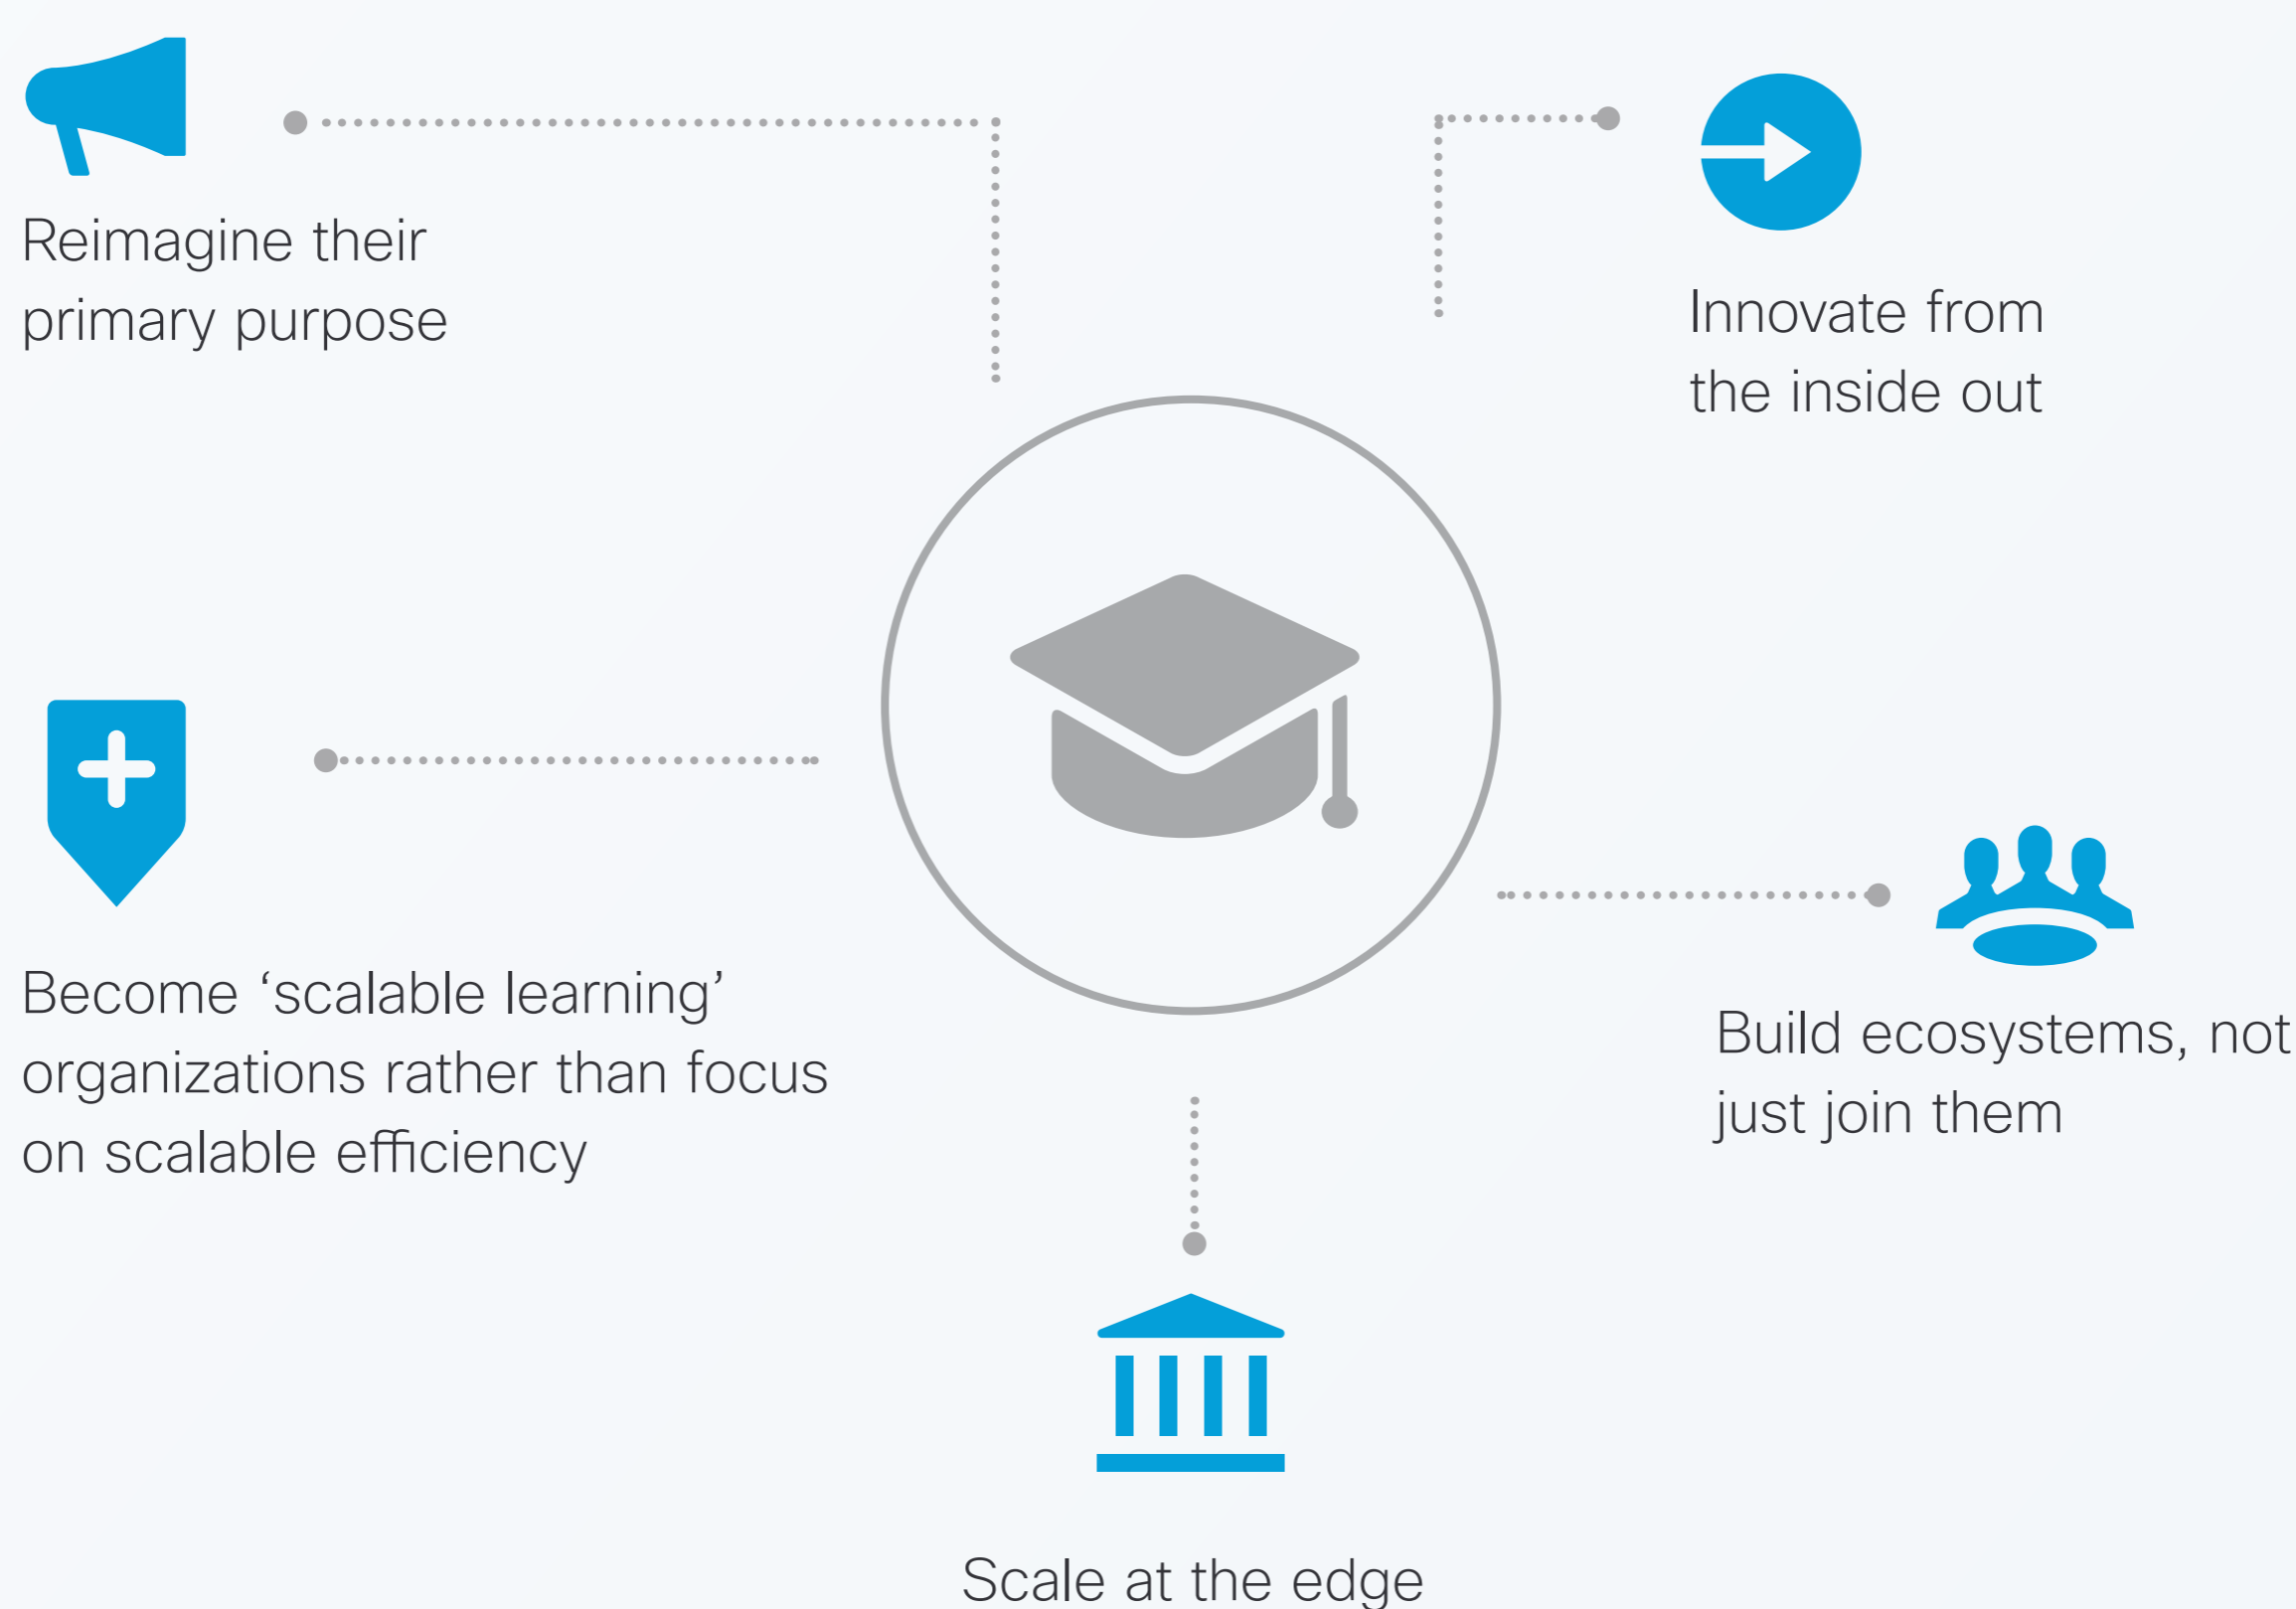 Reimagine their
primary purpose
Innovate from
the inside out
Become ‘scalable learning’
organizations rather than focus
on scalable efficiency
Build ecosystems, not
just join them
Scale at the edge